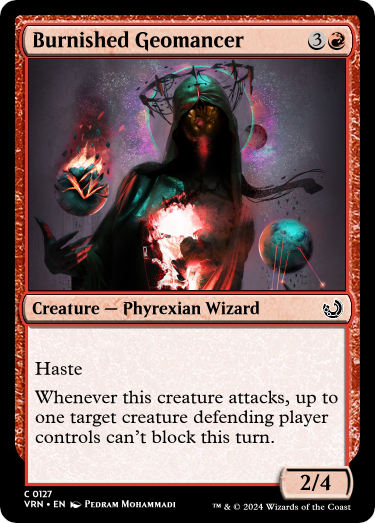 Burnished Geomancer 3
Creature — Phyrexian Wizard
Haste
Whenever this creature attacks, up to
one target creature defending player
controls can't block this turn.
2/4
C 0127
VRN • EN Pedram Mohammadi
™ & © 2024 Wizards of the Coast